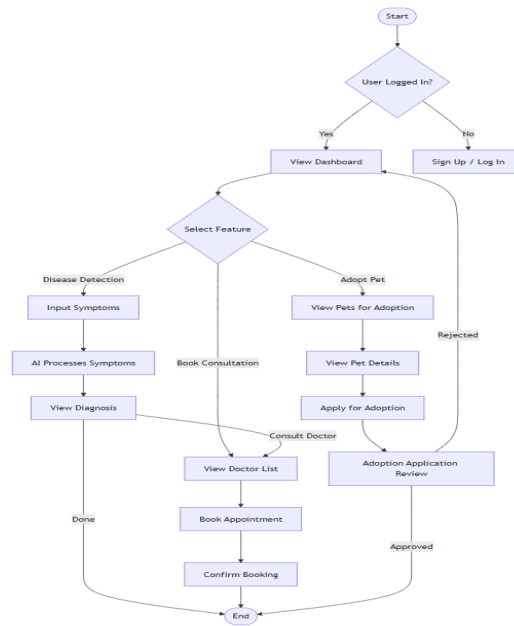 Start
User Logged In?
Yes
No
View Dashboard
Sign Up / Log In
Select Feature
Disease Detection
Adopt Pet
Input Symptoms
View Pets for Adoption
Rejected
AI Processes Symptoms
Book Consultation
View Pet Details
View Diagnosis
Apply for Adoption
Consult Doctor
View Doctor List
Adoption Application
Review
Done
Book Appointment
Approved
Confirm Booking
End